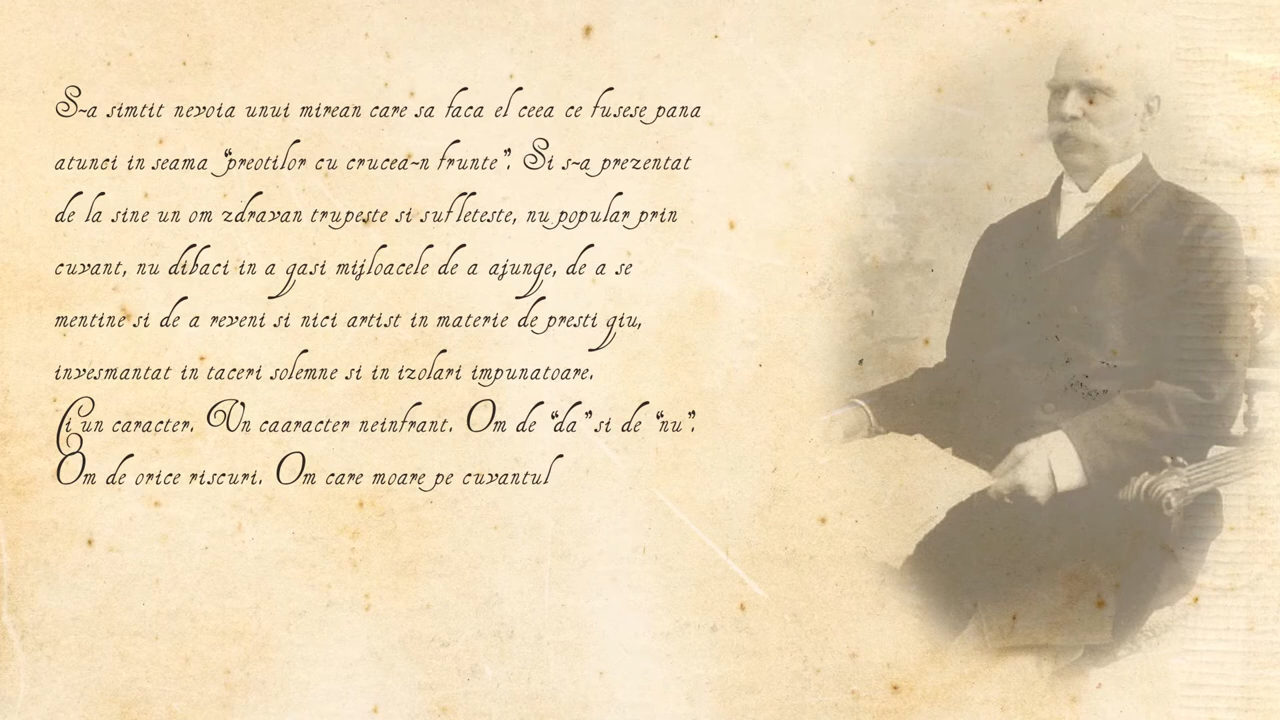 S-a simtit nevoia unui mirean care sa faca el ceea ce fusese pana
atunci in seama “preotilor cu crucea-n frunte”. Si s-a prezentat
de la sine un om zdravan trupeste si sufleteste, nu popular prin
cuvant, nu dibaci in a gasi mijloacele de a ajunge, de a se
mentine si de a reveni si nici artist in materie de presti giu,
invesmantat in taceri solemne si in izolari impunatoare.
Ci un caracter. Un caaracter neinfrant. Om de “da” si de “nu”.
Om de orice riscuri. Om care moare pe cuvantul